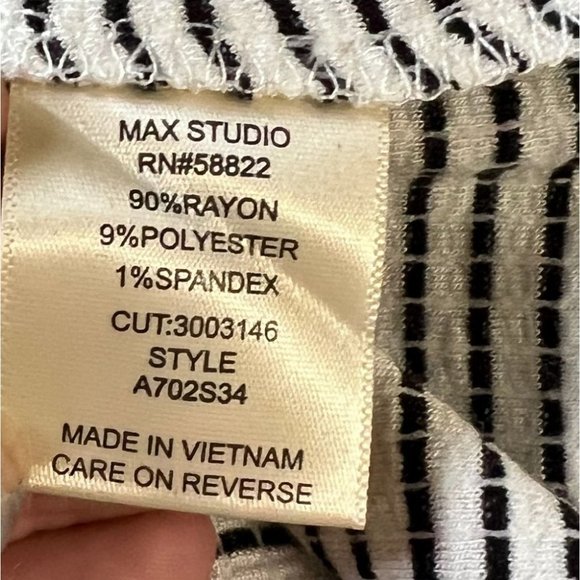 MAX STUDIO
RN#58822
90%RAYON
9%POLYESTER
1%SPANDEX
CUT:3003146
STYLE
A702S34
MADE IN VIETNAM
CARE ON REVERSE